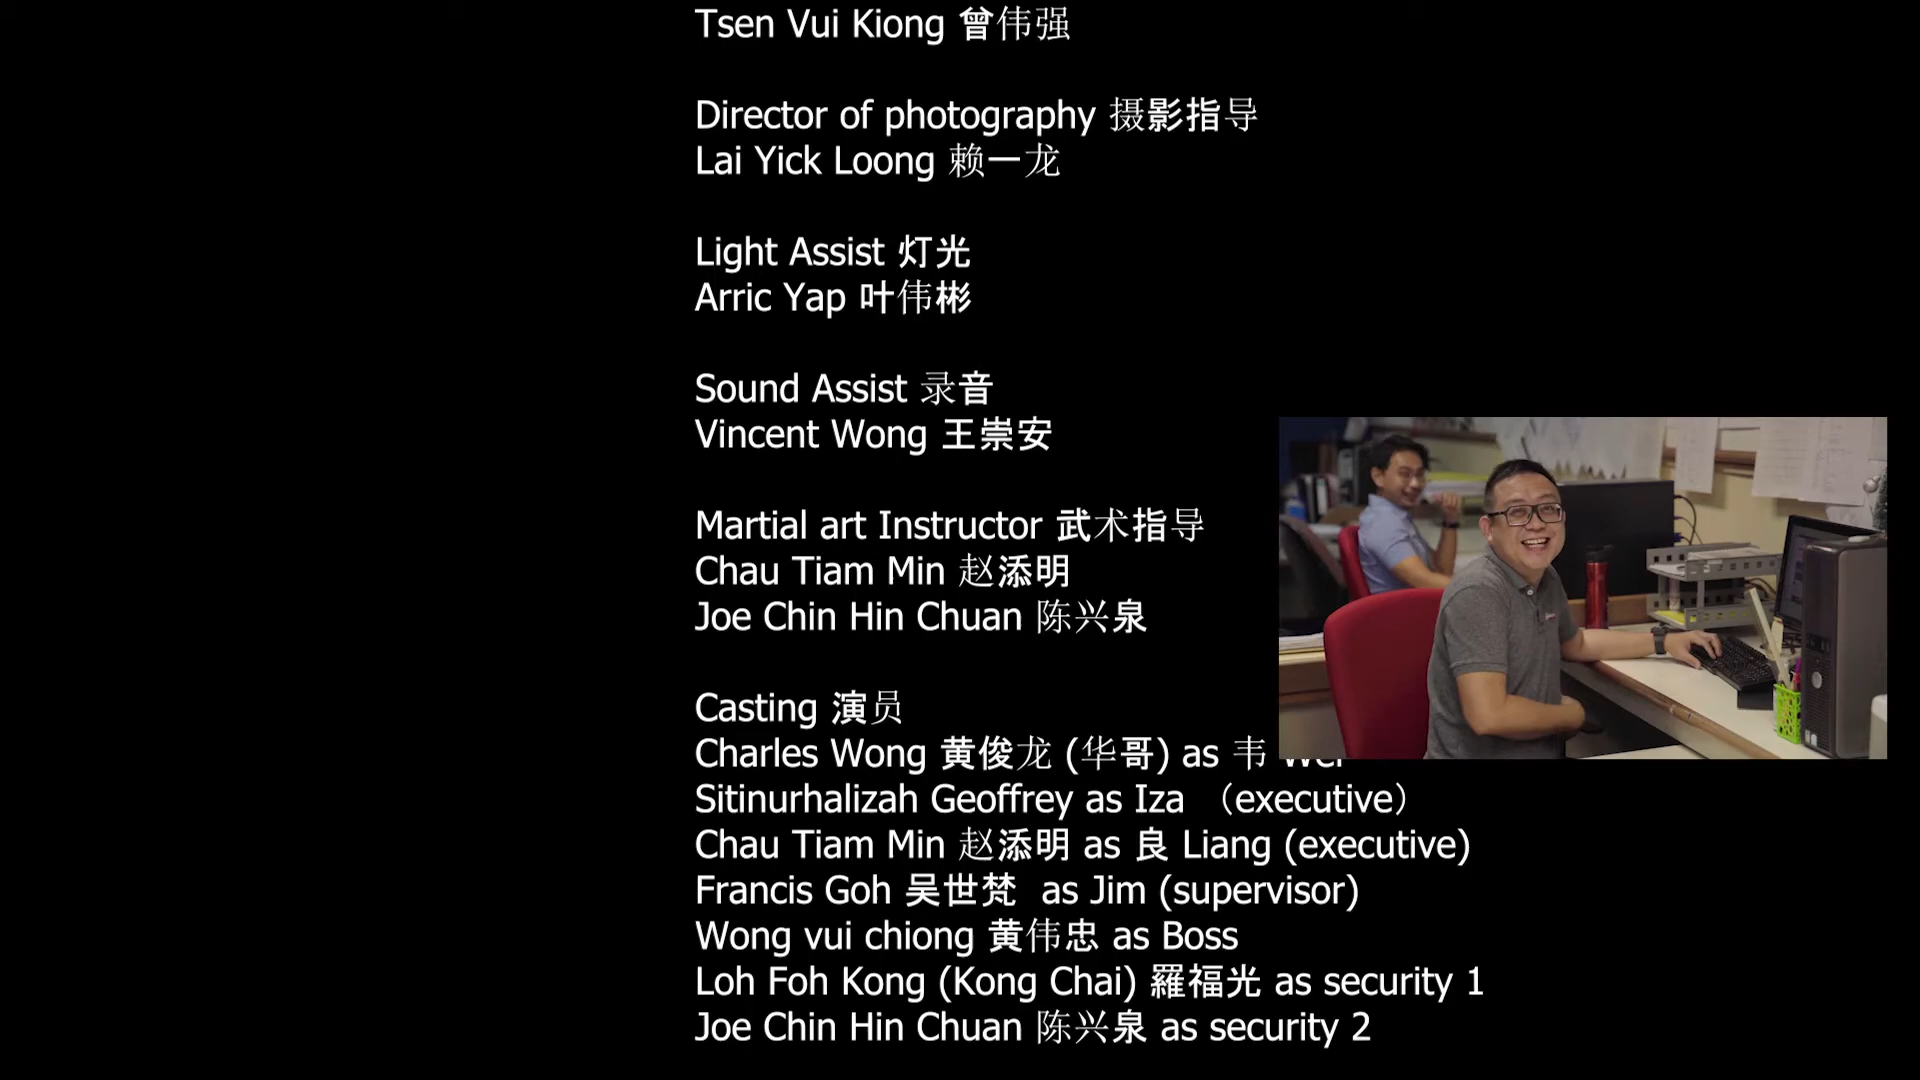 Tsen Vui Kiong 曾伟强
Director of photography 摄影指导
Lai Yick Loong 赖一龙
Light Assist 灯光
Arric Yap 叶伟彬
Sound Assist 录音
Vincent Wong 王崇安
Martial art Instructor 武术指导
Chau Tiam Min 赵添明
Joe Chin Hin Chuan 陈兴泉
Casting 演员
Charles Wong 黄俊龙 (华哥) as 韦 Wei
Sitinurhalizah Geoffrey as Iza （executive）
Chau Tiam Min 赵添明 as 良 Liang (executive)
Francis Goh 吴世梵 as Jim (supervisor)
Wong vui chiong 黄伟忠 as Boss
Loh Foh Kong (Kong Chai) 羅福光 as security 1
Joe Chin Hin Chuan 陈兴泉 as security 2